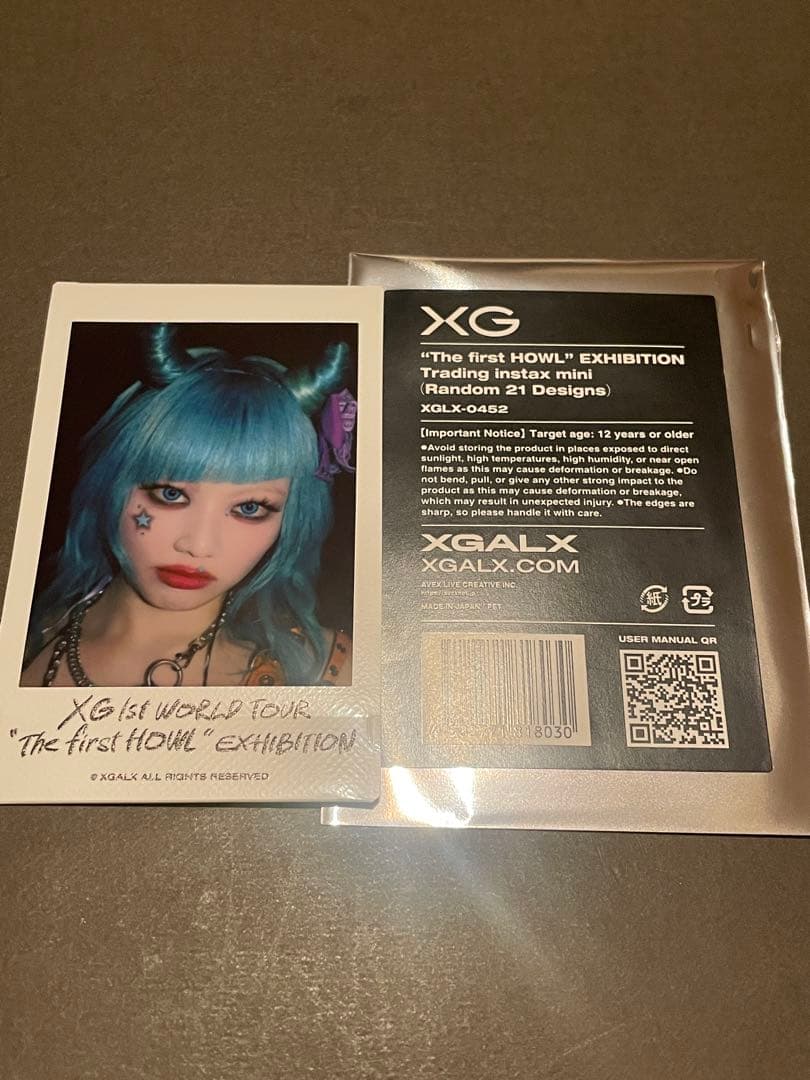 XG 1st WORLD TOUR
"The first HOWL" EXHIBITION
© XGALX ALL RIGHTS RESERVED
XG
“The first HOWL” EXHIBITION
Trading instax mini
(Random 21 Designs)
XGLX-0452
【Important Notice】Target age: 12 years or older
●Avoid storing the product in places exposed to direct
sunlight, high temperatures, high humidity, or near open
flames as this may cause deformation or breakage. ●Do
not bend, pull, or give any other strong impact to the
product as this may cause deformation or breakage,
which may result in unexpected injury. ●The edges are
sharp, so please handle it with care.
XGALX
XGALX.COM
AVEX LIVE CREATIVE INC.
MADE IN JAPAN PET
紙
プラ
USER MANUAL QR
18030